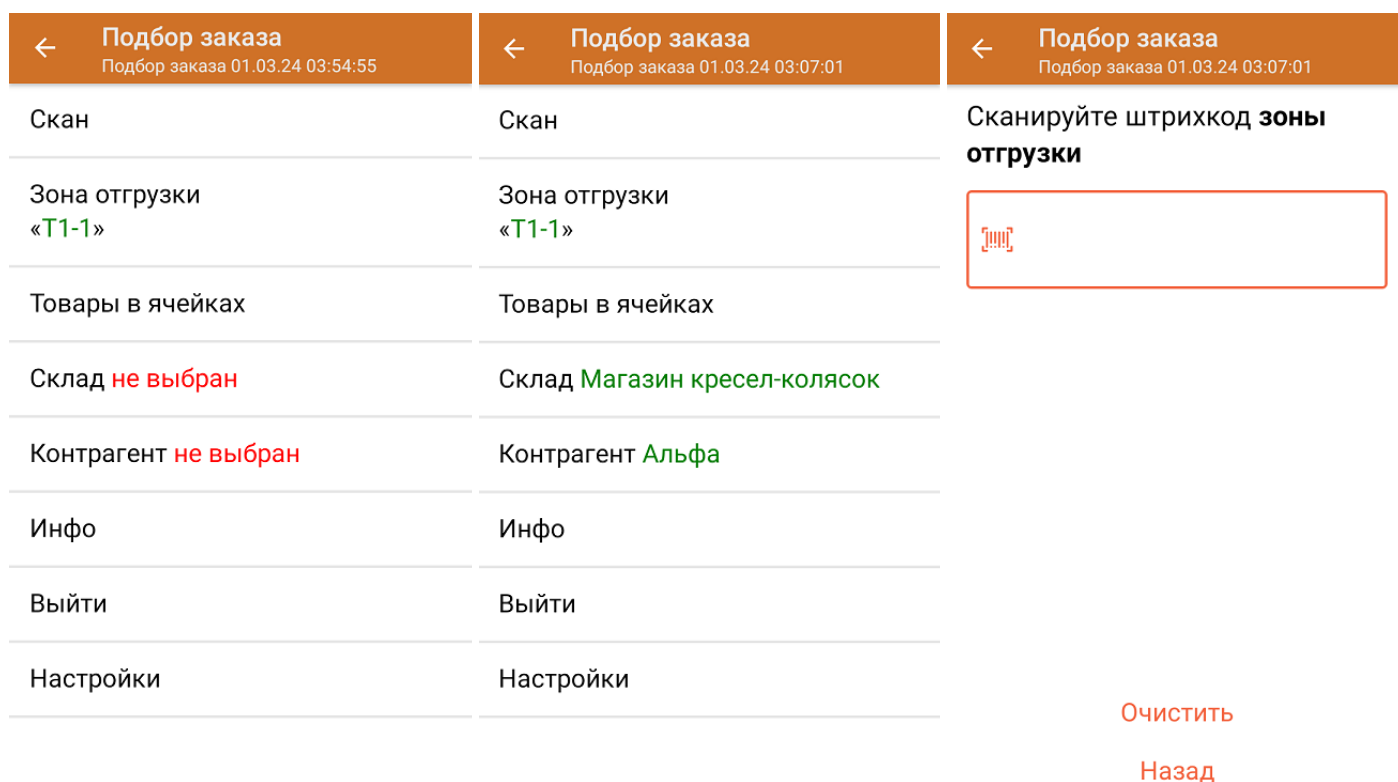 Подбор заказа
Подбор заказа 01.03.24 03:54:55
Скан
Зона отгрузки
«Т1-1»
Товары в ячейках
Склад не выбран
Контрагент не выбран
Инфо
Выйти
Настройки
Подбор заказа
Подбор заказа 01.03.24 03:07:01
Скан
Зона отгрузки
«Т1-1»
Товары в ячейках
Склад Магазин кресел-колясок
Контрагент Альфа
Инфо
Выйти
Настройки
Подбор заказа
Подбор заказа 01.03.24 03:07:01
Сканируйте штрихкод зоны
отгрузки
Очистить
Назад